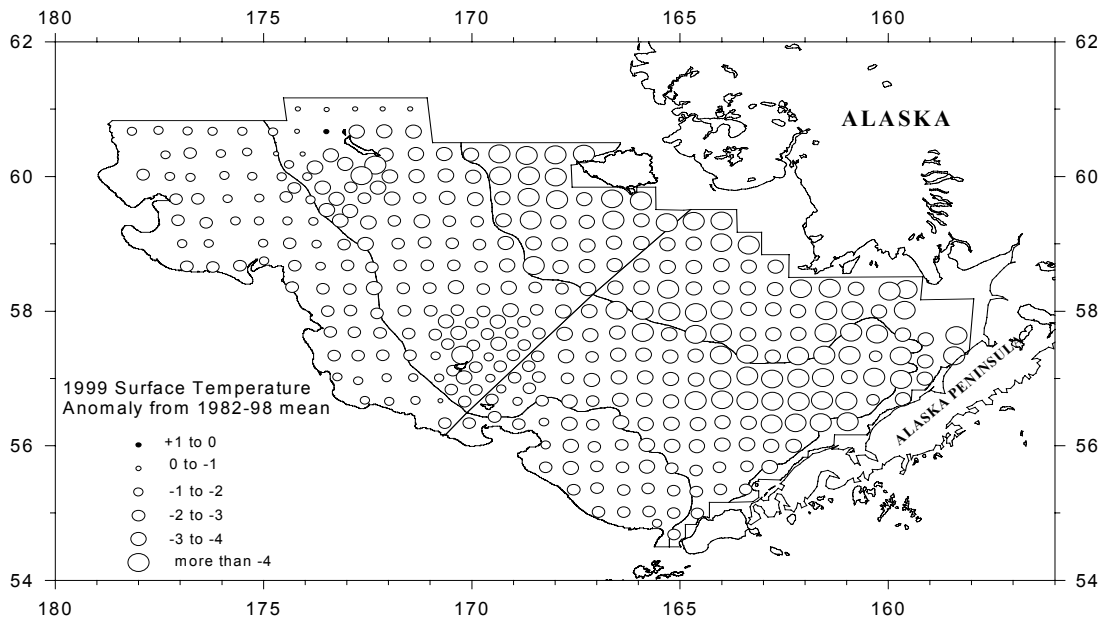 180 175 170 165 160
62 62
ALASKA
60 60
58 58
ALASKA PENINSULA
1999 Surface Temperature
Anomaly from 1982-98 mean
56 56
+1 to 0
0 to -1
-1 to -2
-2 to -3
-3 to -4
more than -4
54 54
180 175 170 165 160